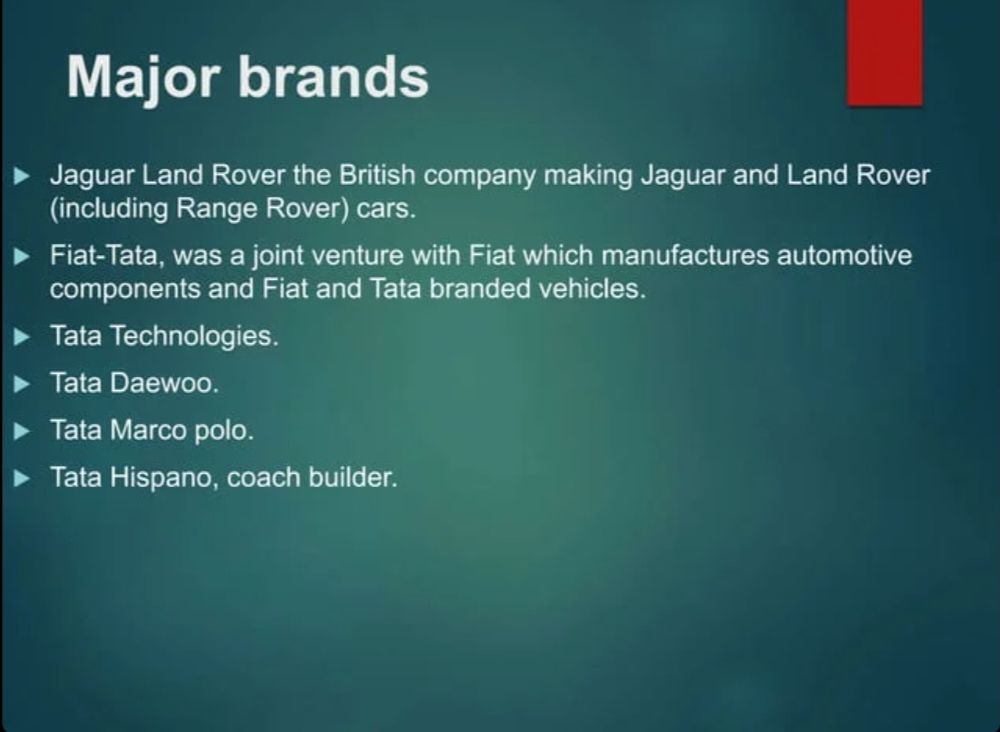 Major brands
Jaguar Land Rover the British company making Jaguar and Land Rover
(including Range Rover) cars.
Fiat-Tata, was a joint venture with Fiat which manufactures automotive
components and Fiat and Tata branded vehicles.
Tata Technologies.
Tata Daewoo.
Tata Marco polo.
Tata Hispano, coach builder.